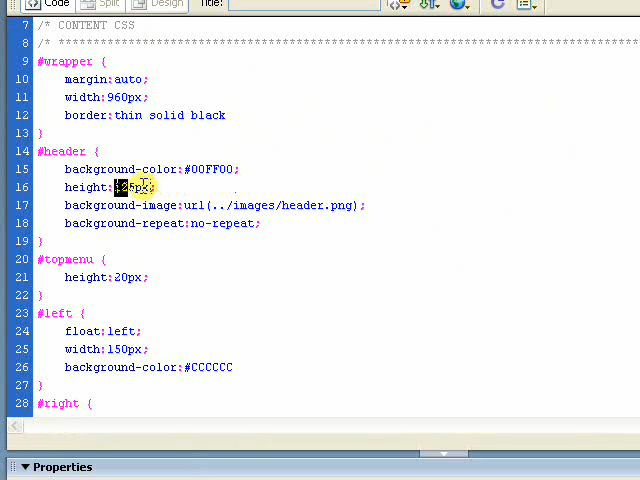 Code Split Design Title:
7 /* CONTENT CSS
8 /* **********************************************************************************
9 #wrapper {
10 margin:auto;
11 width:960px;
12 border:thin solid black
13 }
14 #header {
15 background-color:#00FF00;
16 height:125px;
17 background-image:url(../images/header.png);
18 background-repeat:no-repeat;
19 }
20 #topmenu {
21 height:20px;
22 }
23 #left {
24 float:left;
25 width:150px;
26 background-color:#CCCCCC
27 }
28 #right {
Properties